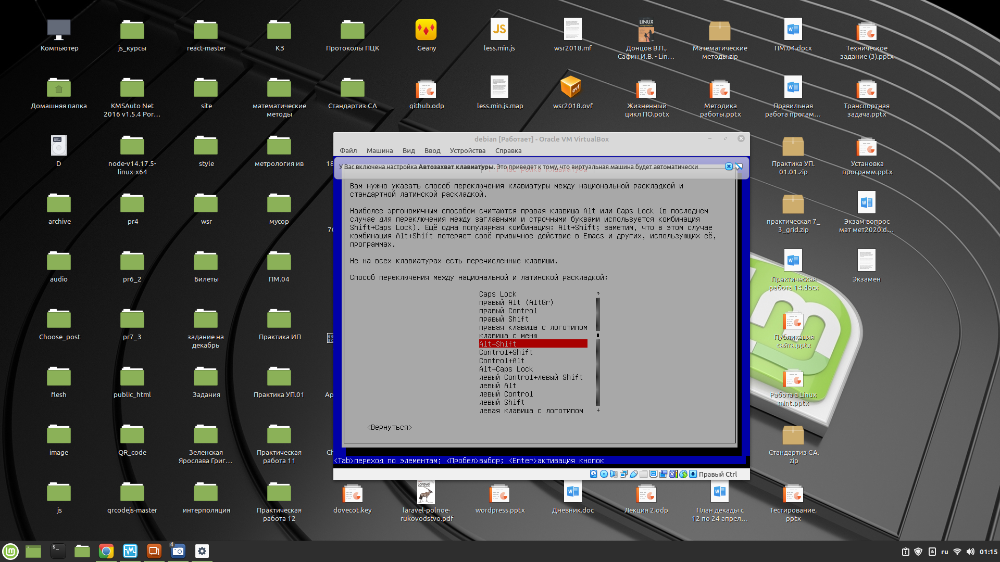 Компьютер
js_курсы
react-master
КЗ
Протоколы ПЦК
Geany
less.min.js
wsr2018.mf
Донцов В.П.,
Сафин И.В. - Lin...
Математические
методы.zip
ПМ.04.docx
Техническое
задание (3).pptx
Домашняя папка
KMSAuto Net
2016 v1.5.4 Por...
site
математические
методы
Стандартиз СА
github.odp
less.min.js.map
wsr2018.ovf
Жизненный
цикл ПО.potx
Методика
работы.pptx
Правильная
работа прогам...
Транспортная
задача.pptx
D
node-v14.17.5-
linux-x64
style
метрология ив
18
Практика УП.
01.01.zip
Установка
программ.pptx
archive
pr4
wsr
мусор
70
практическая 7_
3_grid.zip
Экзам вопрос
мат мет2020.d...
audio
pr6_2
Билеты
ПМ.04
Практическая
работа 14.docx
Экзамен
Choose_post
pr7_3
задание на
декабрь
Практика ИП
Публикация
сайта.pptx
flesh
public_html
Задания
Практика УП.01
Ap
Работа в Linux
mint.pptx
image
QR_code
Зеленская
Ярослава Григ...
Практическая
работа 11
Ch
Стандартиз СА.
zip
js
qrcodejs-master
интерполяция
Практическая
работа 12
dovecot.key
laravel-polnoe-
rukovodstvo.pdf
wordpress.pptx
Дневник.doc
Лекция 2.odp
План декады с
12 по 24 апрел...
Тестирование.
pptx
JS
LINUX
ovf
Laravel
debian [Работает] - Oracle VM VirtualBox
Файл Машина Вид Ввод Устройства Справка
У Вас включена настройка Автозахват клавиатуры. Это приведет к тому, что виртуальная машина будет автоматически
Вам нужно указать способ переключения клавиатуры между национальной раскладкой и
стандартной латинской раскладкой.
Наиболее эргономичным способом считаются правая клавиша Alt или Caps Lock (в последнем
случае для переключения между заглавными и строчными буквами используется комбинация
Shift+Caps Lock). Ещё одна популярная комбинация: Alt+Shift; заметим, что в этом случае
комбинация Alt+Shift потеряет своё привычное действие в Emacs и других, использующих её,
программах.
Не на всех клавиатурах есть перечисленные клавиши.
Способ переключения между национальной и латинской раскладкой:
Caps Lock
правый Alt (AltGr)
правый Control
правый Shift
правая клавиша с логотипом
клавиша с меню
Alt+Shift
Control+Shift
Control+Alt
Alt+Caps Lock
левый Control+левый Shift
левый Alt
левый Control
левый Shift
левая клавиша с логотипом
<Вернуться>
<Tab>переход по элементам; <Пробел>выбор; <Enter>активация кнопок
Правый Ctrl
4
ru
01:15